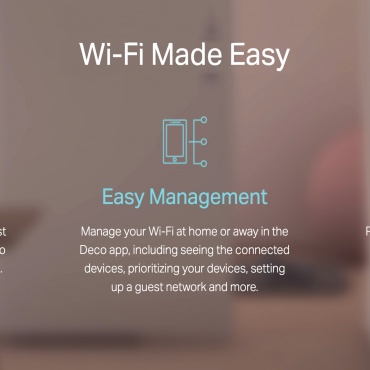 Wi-Fi Made Easy
Easy Management
Manage your Wi-Fi at home or away in the
Deco app, including seeing the connected
devices, prioritizing your devices, setting
up a guest network and more.